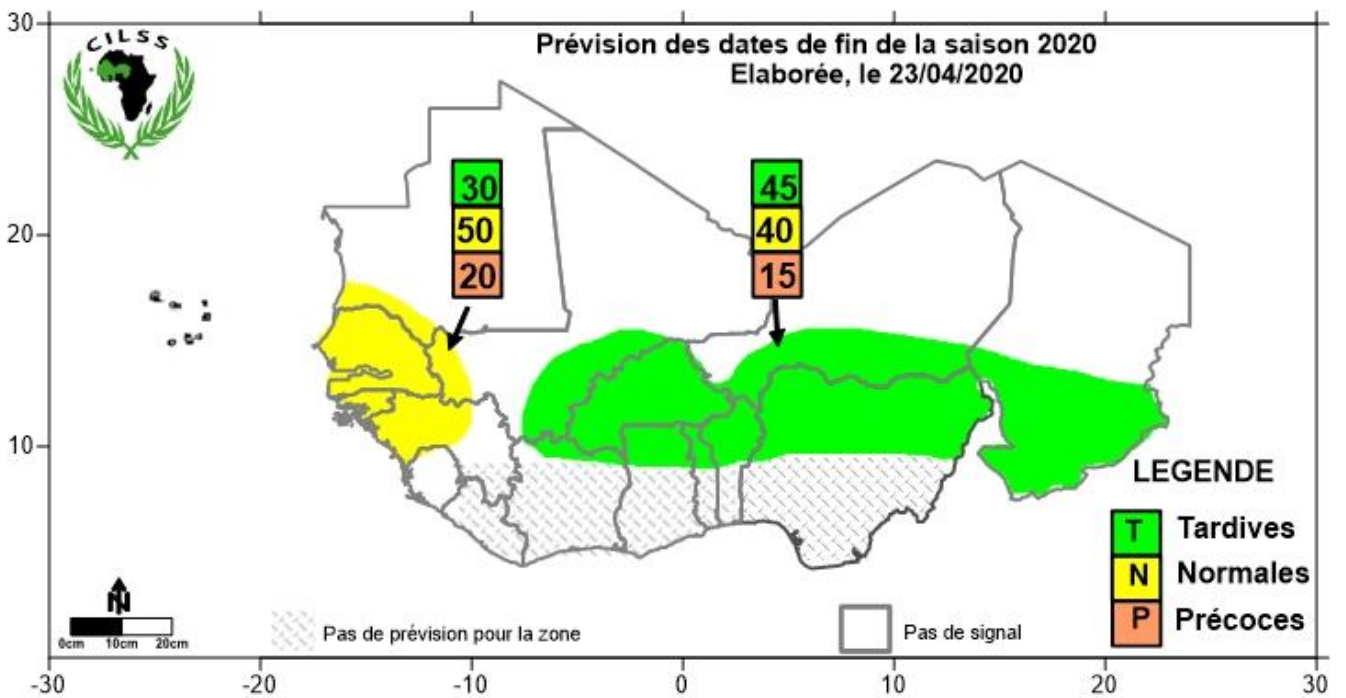 30
CILSS
Prévision des dates de fin de la saison 2020
Elaborée, le 23/04/2020
30
50
20
45
40
15
20
10
LEGENDE
T Tardives
N Normales
P Précoces
N
0cm 10cm 20cm
Pas de prévision pour la zone
Pas de signal
-30 -20 -10 0 10 20 30